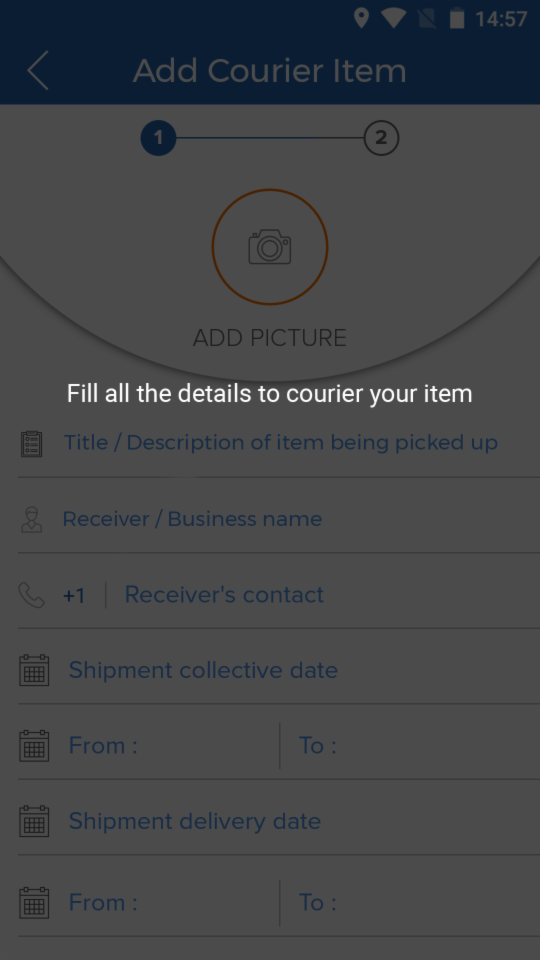 14:57
Add Courier Item
1 2
ADD PICTURE
Fill all the details to courier your item
Title / Description of item being picked up
Receiver / Business name
+1 Receiver's contact
Shipment collective date
From : To :
Shipment delivery date
From : To :